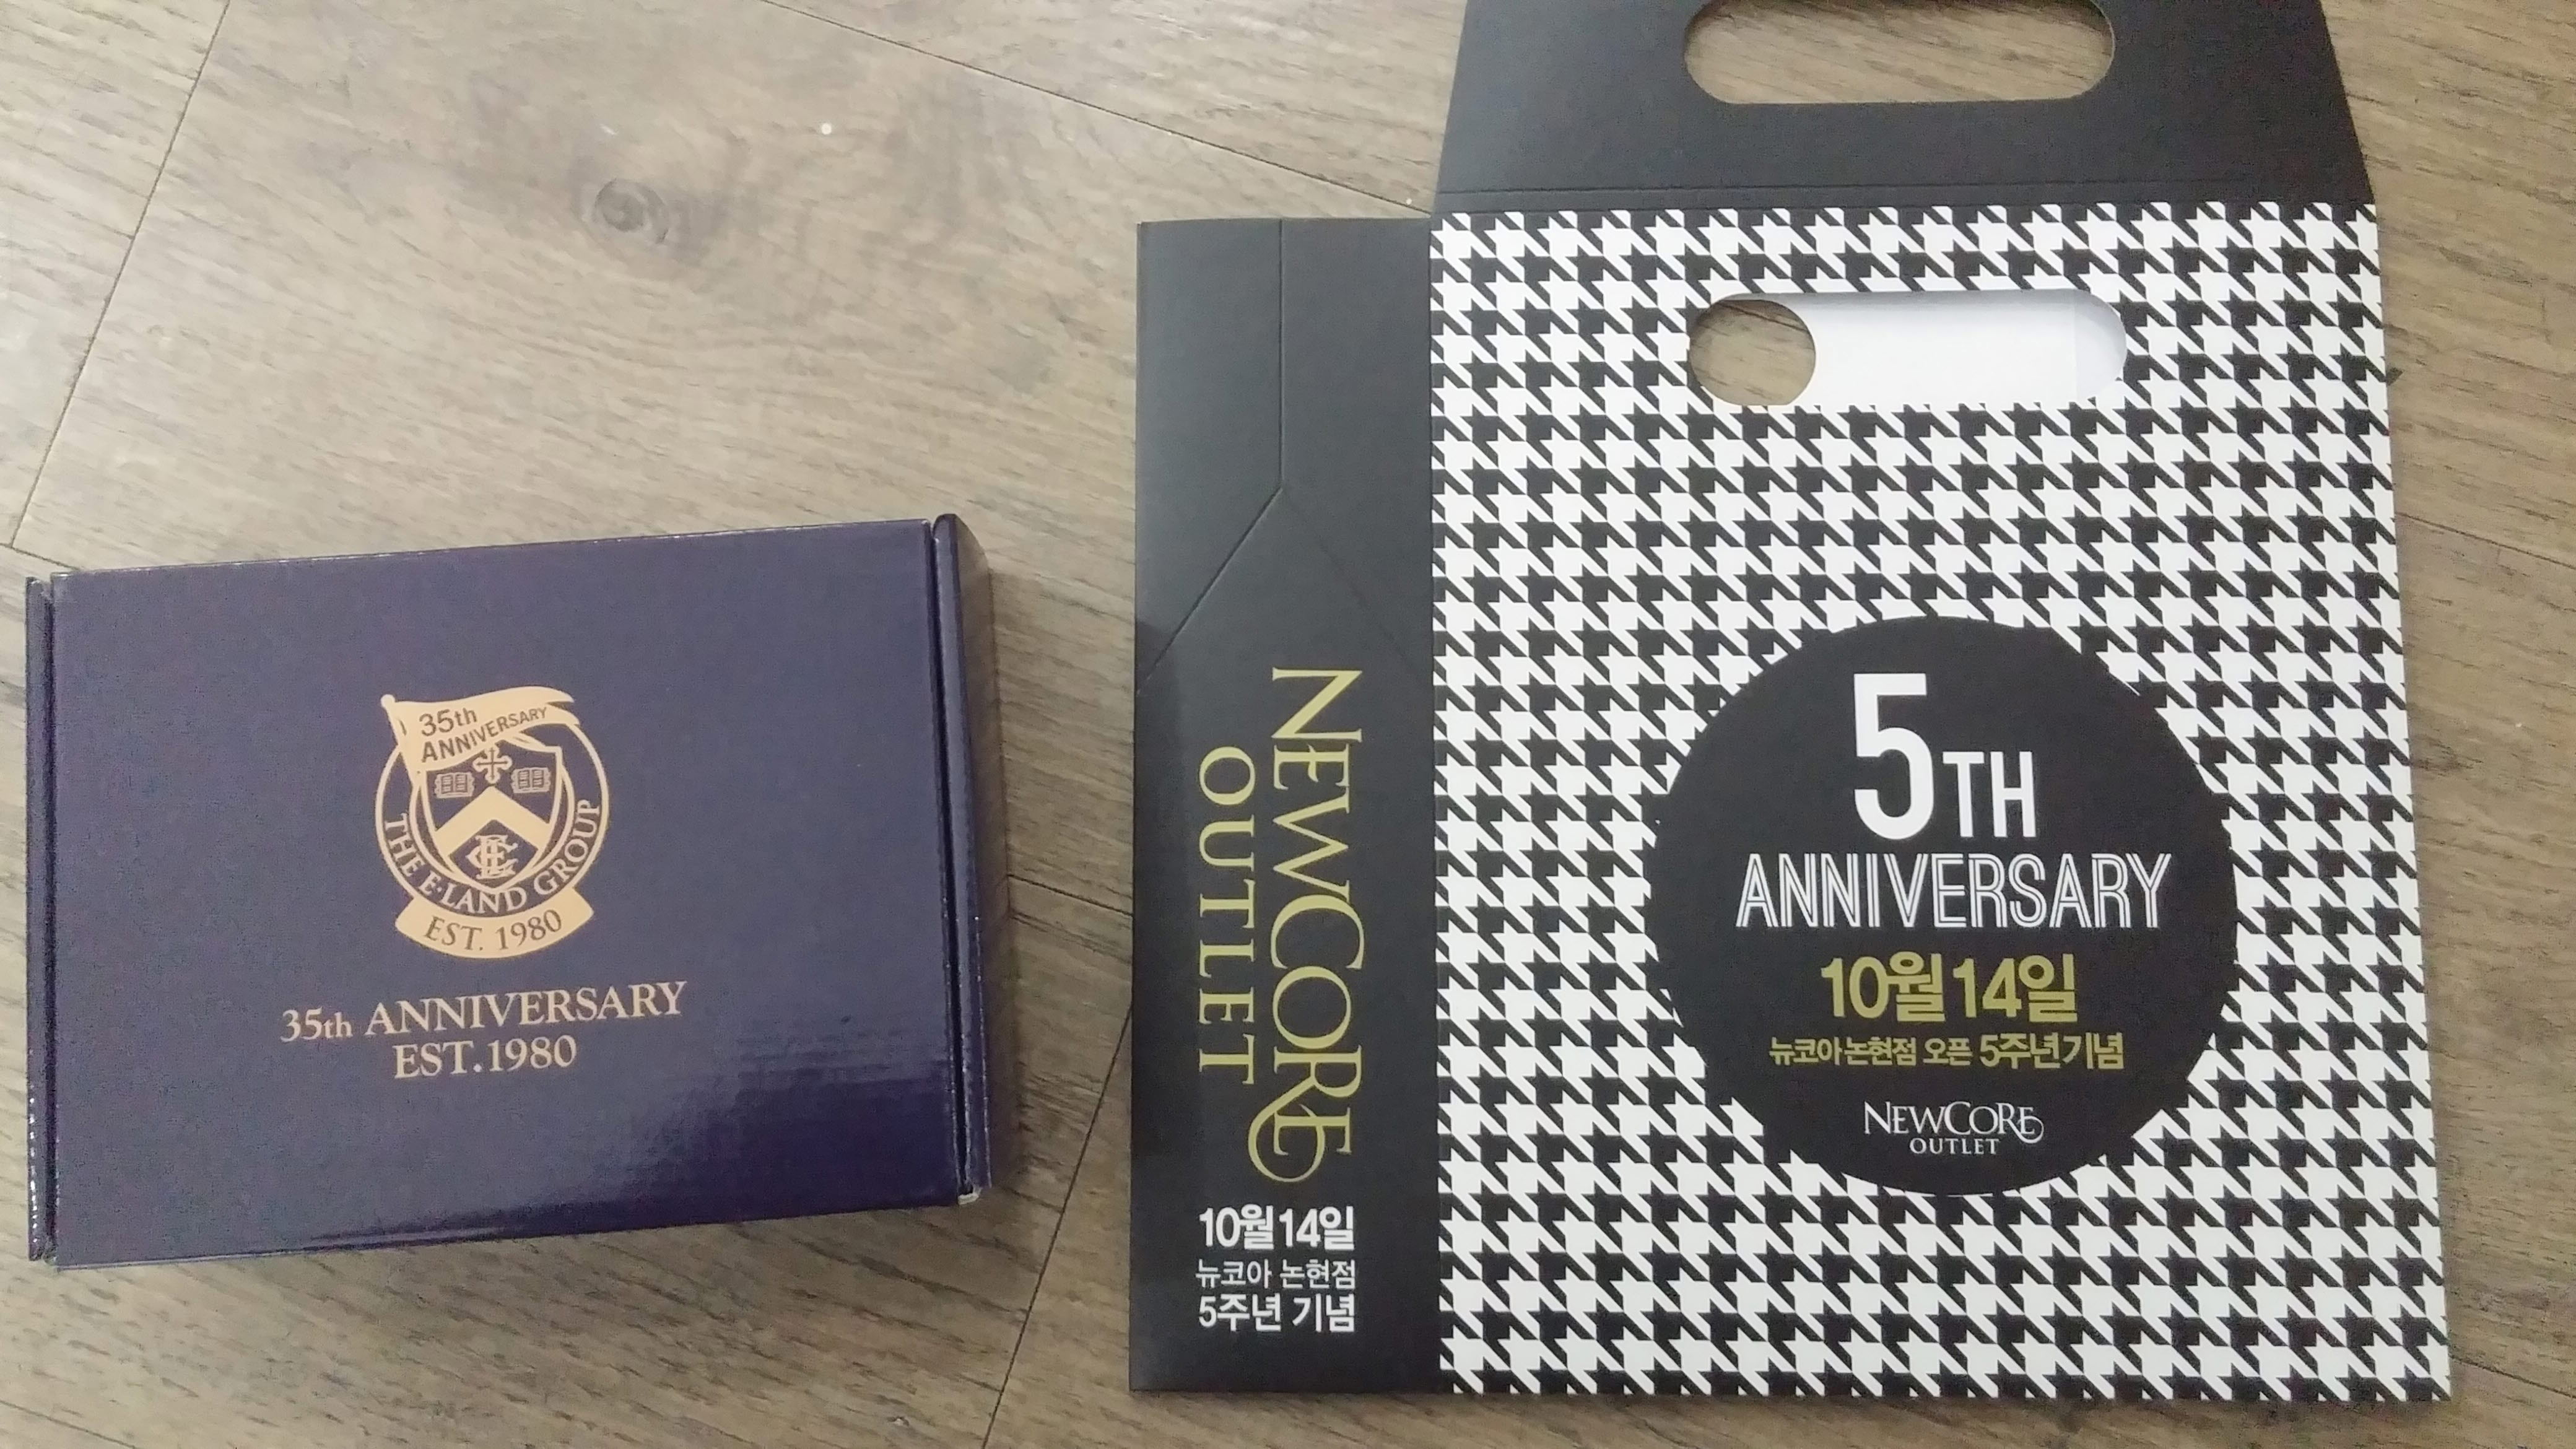 35th
ANNIVERSARY
THE E·LAND GROUP
EST. 1980
35th ANNIVERSARY
EST.1980
NEWCORE
OUTLET
10월 14일
뉴코아 논현점
5주년 기념
5TH
ANNIVERSARY
10월 14일
뉴코아 논현점 오픈 5주년 기념
NEWCORE
OUTLET